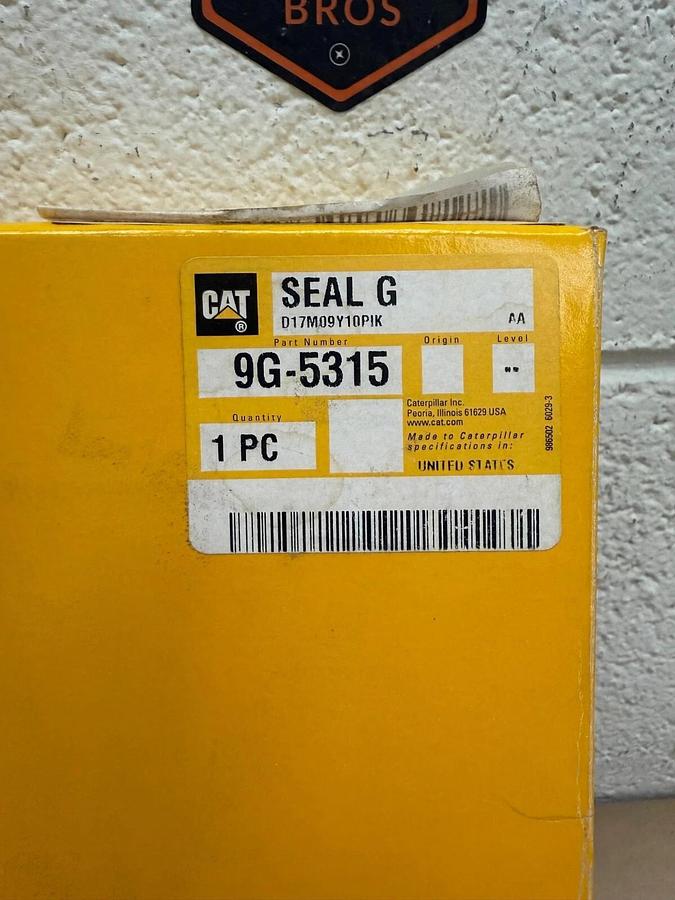 BROS
CAT
®
SEAL G
D17M09Y10PIK
AA
Part Number
Origin
Level
9G-5315
--
Caterpillar Inc.
Peoria, Illinois 61629 USA
www.cat.com
Made to Caterpillar
specifications in:
UNITED STATES
Quantity
1 PC
986902 6029-3